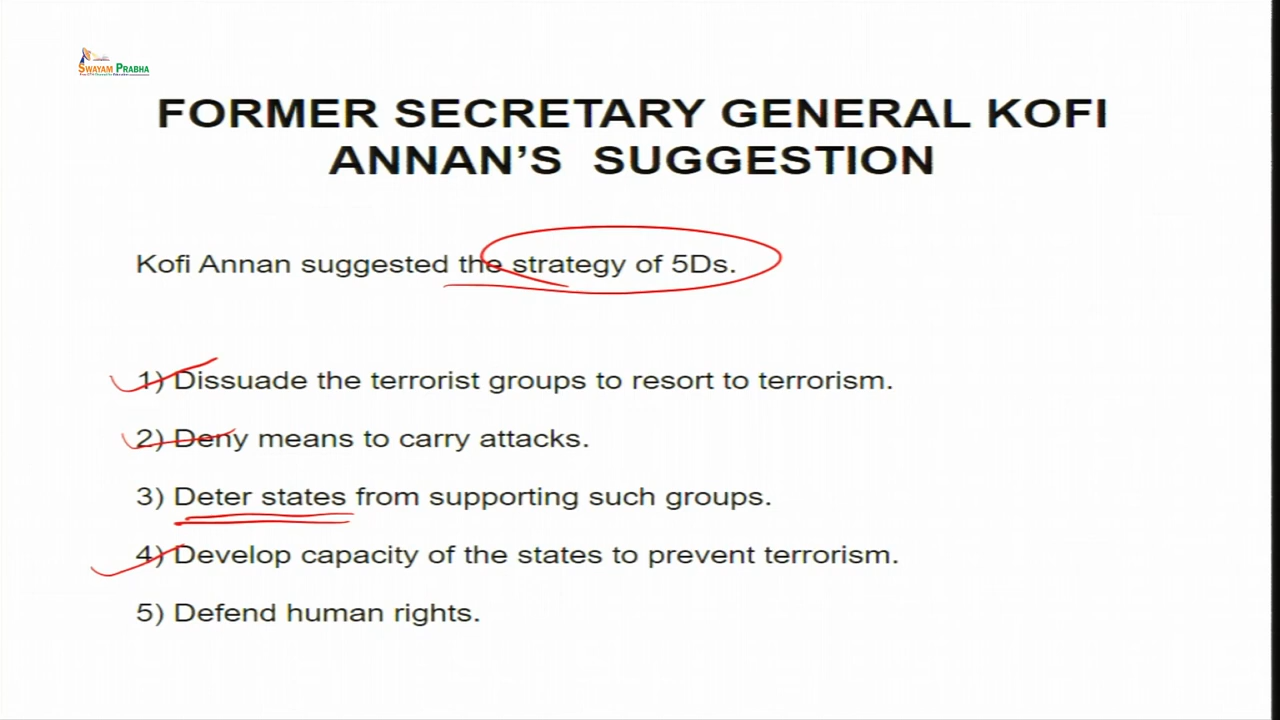 SWAYAM PRABHA
FORMER SECRETARY GENERAL KOFI
ANNAN’S SUGGESTION
Kofi Annan suggested the strategy of 5Ds.
1) Dissuade the terrorist groups to resort to terrorism.
2) Deny means to carry attacks.
3) Deter states from supporting such groups.
4) Develop capacity of the states to prevent terrorism.
5) Defend human rights.